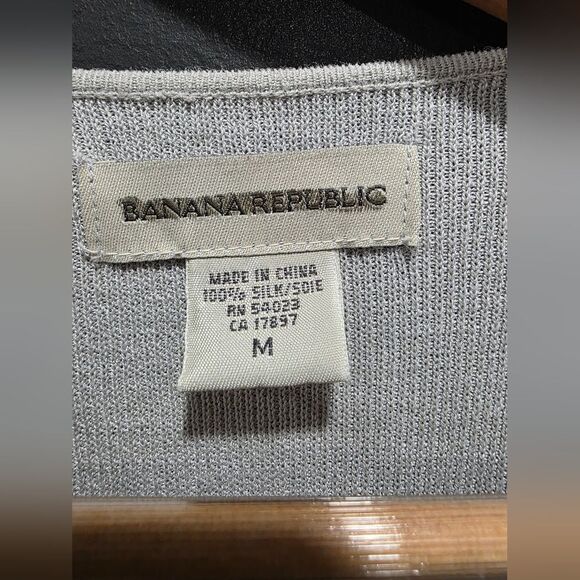 BANANA REPUBLIC
MADE IN CHINA
100% SILK/SOIE
RN 54023
CA 17897
M